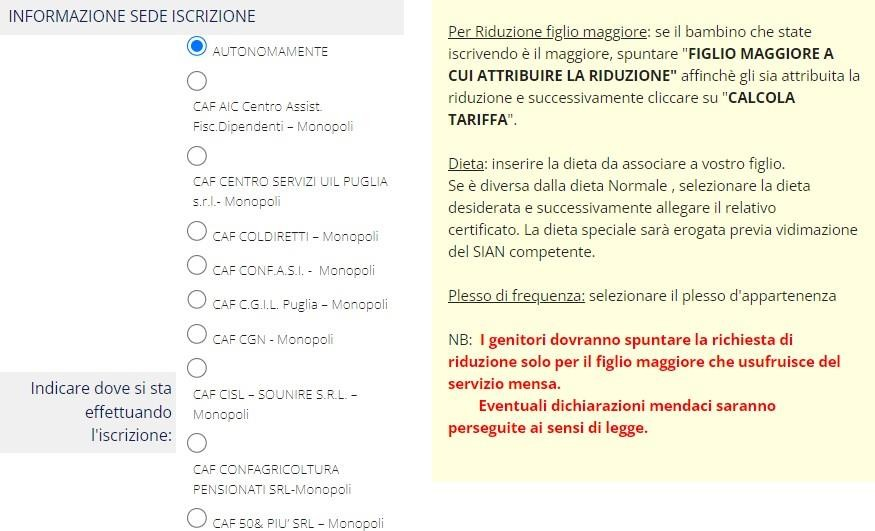 INFORMAZIONE SEDE ISCRIZIONE
AUTONOMAMENTE
CAF AIC Centro Assist.
Fisc.Dipendenti – Monopoli
CAF CENTRO SERVIZI UIL PUGLIA
s.r.l.- Monopoli
CAF COLDIRETTI – Monopoli
CAF CONF.A.S.I. - Monopoli
CAF C.G.I.L. Puglia – Monopoli
CAF CGN - Monopoli
CAF CISL – SOUNIRE S.R.L. –
Monopoli
CAF CONFAGRICOLTURA
PENSIONATI SRL-Monopoli
CAF 50& PIU’ SRL – Monopoli
Indicare dove si sta
effettuando
l'iscrizione:
Per Riduzione figlio maggiore: se il bambino che state
iscrivendo è il maggiore, spuntare "FIGLIO MAGGIORE A
CUI ATTRIBUIRE LA RIDUZIONE" affinchè gli sia attribuita la
riduzione e successivamente cliccare su "CALCOLA
TARIFFA".
Dieta: inserire la dieta da associare a vostro figlio.
Se è diversa dalla dieta Normale , selezionare la dieta
desiderata e successivamente allegare il relativo
certificato. La dieta speciale sarà erogata previa vidimazione
del SIAN competente.
Plesso di frequenza: selezionare il plesso d'appartenenza
NB: I genitori dovranno spuntare la richiesta di
riduzione solo per il figlio maggiore che usufruisce del
servizio mensa.
Eventuali dichiarazioni mendaci saranno
perseguite ai sensi di legge.